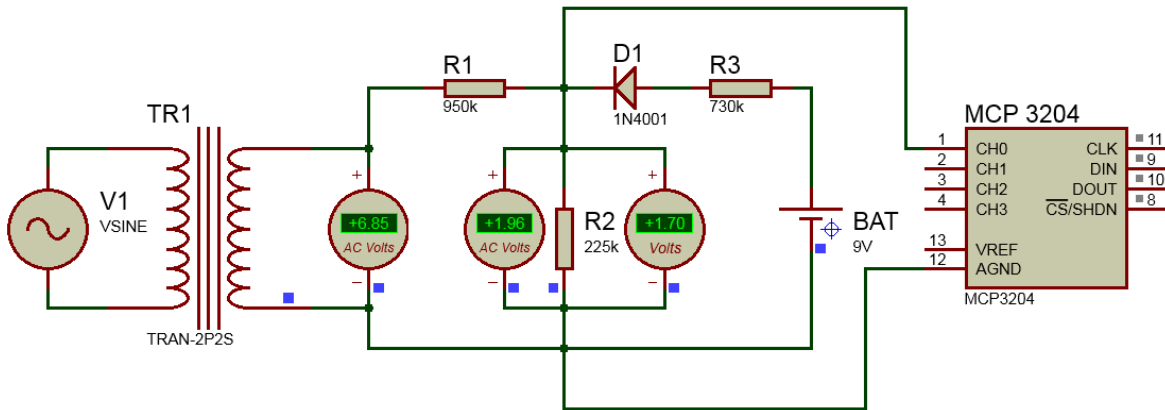 TR1
TRAN-2P2S
V1
VSINE
+6.85
AC Volts
R1
950k
+1.96
AC Volts
R2
225k
+1.70
Volts
D1
1N4001
R3
730k
BAT
9V
MCP 3204
1 CH0 CLK 11
2 CH1 DIN 9
3 CH2 DOUT 10
4 CH3 CS/SHDN 8
13 VREF
12 AGND
MCP3204